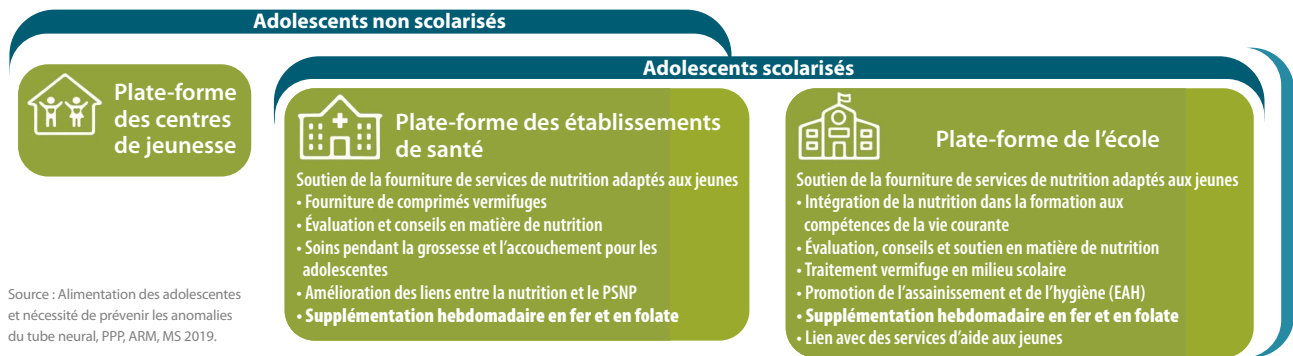 Adolescents non scolarisés
Adolescents scolarisés
Plate-forme
des centres
de jeunesse
Plate-forme des établissements
de santé
Soutien de la fourniture de services de nutrition adaptés aux jeunes
• Fourniture de comprimés vermifuges
• Évaluation et conseils en matière de nutrition
• Soins pendant la grossesse et l’accouchement pour les
adolescentes
• Amélioration des liens entre la nutrition et le PSNP
• Supplémentation hebdomadaire en fer et en folate
Plate-forme de l’école
Soutien de la fourniture de services de nutrition adaptés aux jeunes
• Intégration de la nutrition dans la formation aux
compétences de la vie courante
• Évaluation, conseils et soutien en matière de nutrition
• Traitement vermifuge en milieu scolaire
• Promotion de l’assainissement et de l’hygiène (EAH)
• Supplémentation hebdomadaire en fer et en folate
• Lien avec des services d’aide aux jeunes
Source : Alimentation des adolescentes
et nécessité de prévenir les anomalies
du tube neural, PPP, ARM, MS 2019.